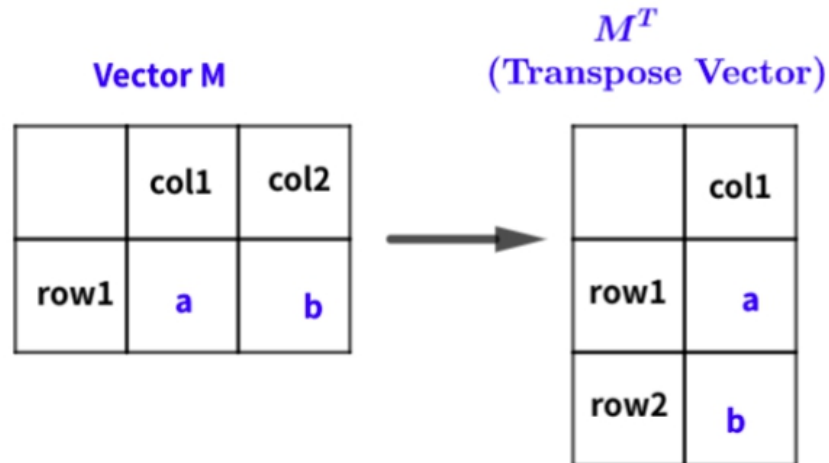 Vector M
col1 col2
row1 a b
M^T
(Transpose Vector)
col1
row1 a
row2 b